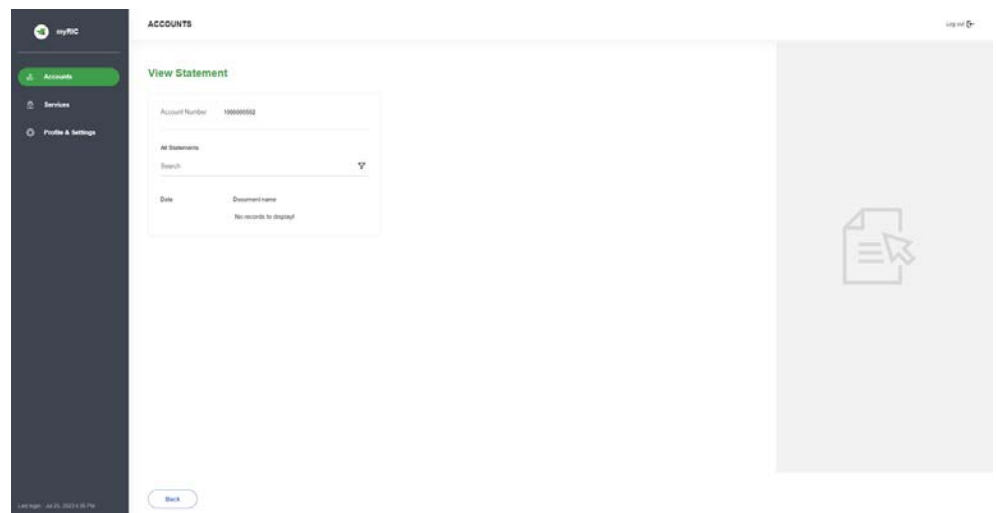 myRIC
ACCOUNTS
Log out
Accounts
Services
Profile & Settings
View Statement
Account Number
All Statements
Search
Date Document name
No records to display!
Back